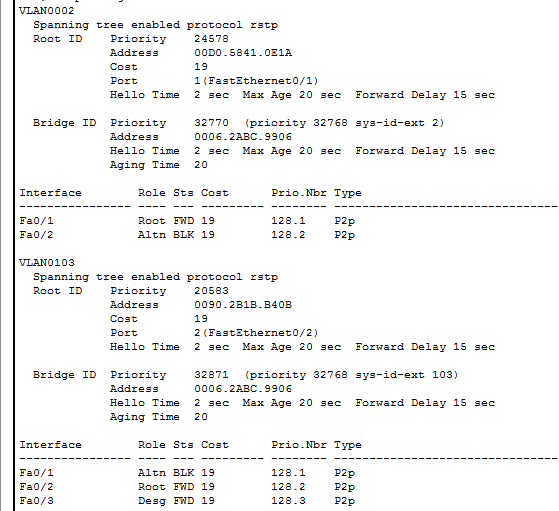 VLAN0002
  Spanning tree enabled protocol rstp
  Root ID    Priority    24578
             Address     00D0.5841.0E1A
             Cost        19
             Port        1(FastEthernet0/1)
             Hello Time  2 sec  Max Age 20 sec  Forward Delay 15 sec

  Bridge ID  Priority    32770  (priority 32768 sys-id-ext 2)
             Address     0006.2ABC.9906
             Hello Time  2 sec  Max Age 20 sec  Forward Delay 15 sec
             Aging Time  20

Interface        Role Sts Cost      Prio.Nbr Type
---------------- ---- --- --------- -------- --------------------------------
Fa0/1            Root FWD 19        128.1    P2p
Fa0/2            Altn BLK 19        128.2    P2p

VLAN0103
  Spanning tree enabled protocol rstp
  Root ID    Priority    20583
             Address     0090.2B1B.B40B
             Cost        19
             Port        2(FastEthernet0/2)
             Hello Time  2 sec  Max Age 20 sec  Forward Delay 15 sec

  Bridge ID  Priority    32871  (priority 32768 sys-id-ext 103)
             Address     0006.2ABC.9906
             Hello Time  2 sec  Max Age 20 sec  Forward Delay 15 sec
             Aging Time  20

Interface        Role Sts Cost      Prio.Nbr Type
---------------- ---- --- --------- -------- --------------------------------
Fa0/1            Altn BLK 19        128.1    P2p
Fa0/2            Root FWD 19        128.2    P2p
Fa0/3            Desg FWD 19        128.3    P2p